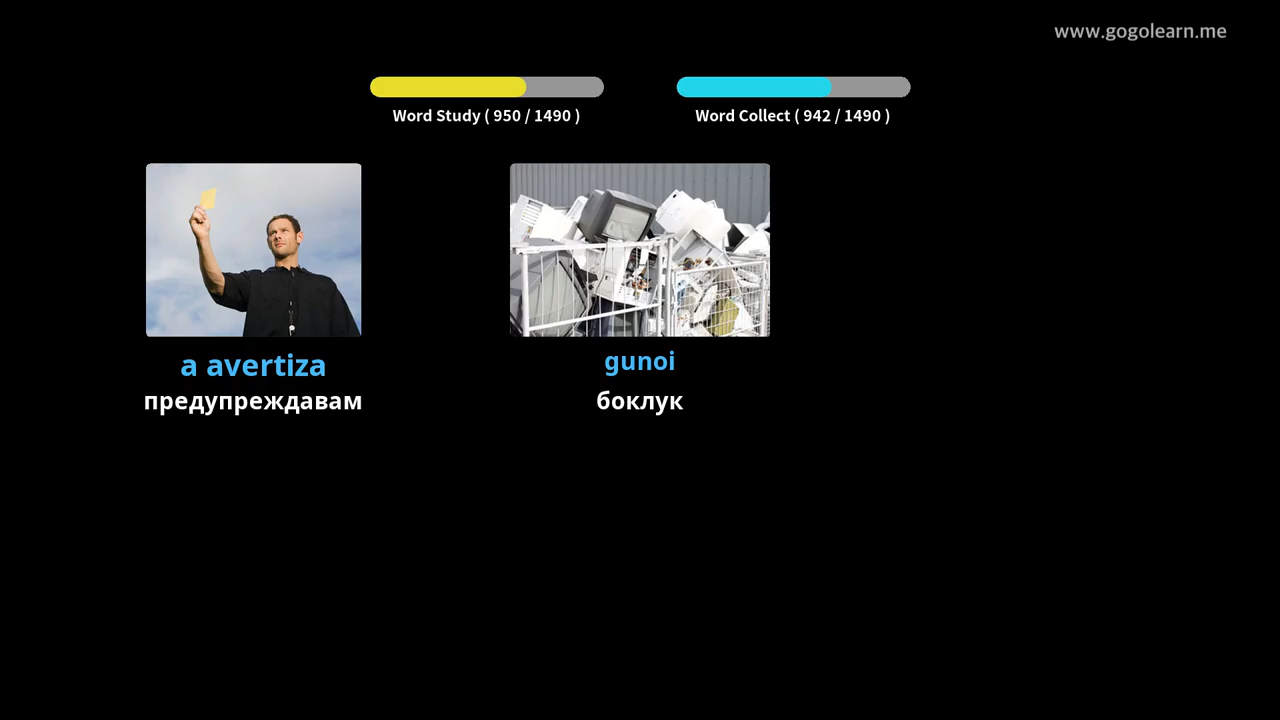 www.gogolearn.me
Word Study ( 950 / 1490 )
Word Collect ( 942 / 1490 )
a avertiza
предупреждавам
gunoi
боклук